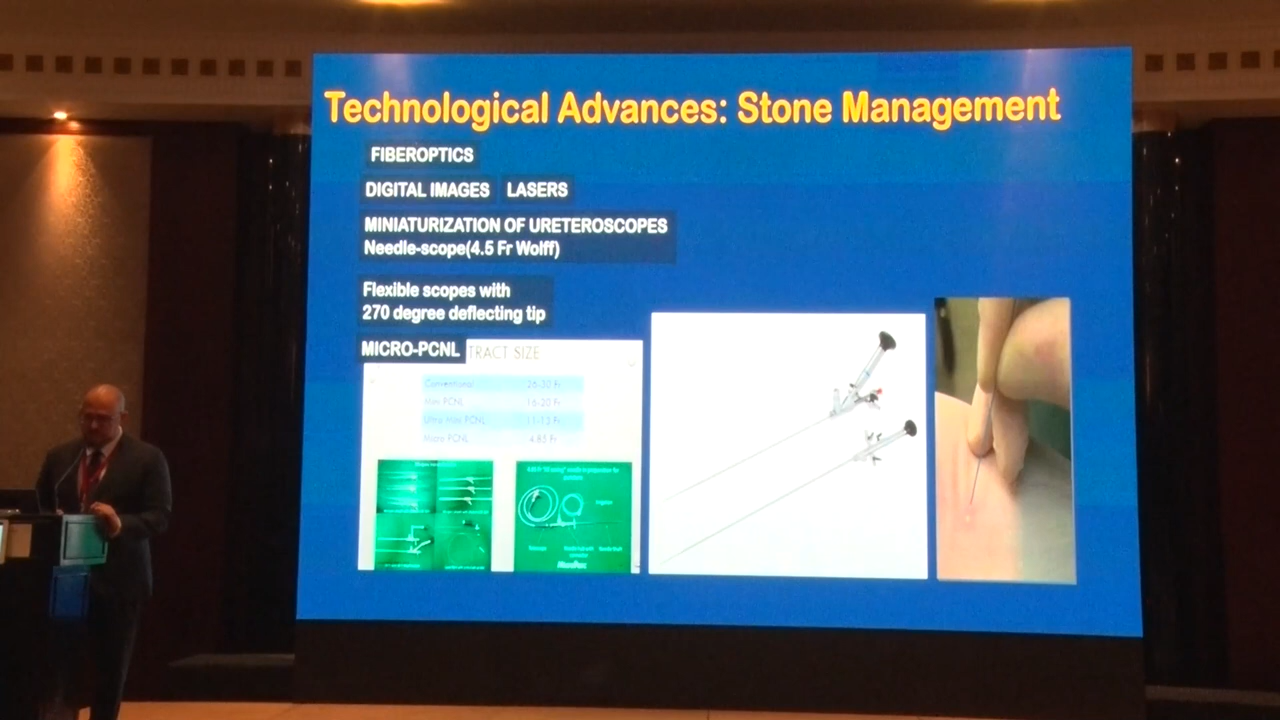 Technological Advances: Stone Management
FIBEROPTICS
DIGITAL IMAGES LASERS
MINIATURIZATION OF URETEROSCOPES
Needle-scope(4.5 Fr Wolff)
Flexible scopes with
270 degree deflecting tip
MICRO-PCNL TRACT SIZE
Conventional 26-30 Fr
Mini PCNL 16-20 Fr
Ultra mini PCNL 11-13 Fr
Micro PCNL 4.85 Fr